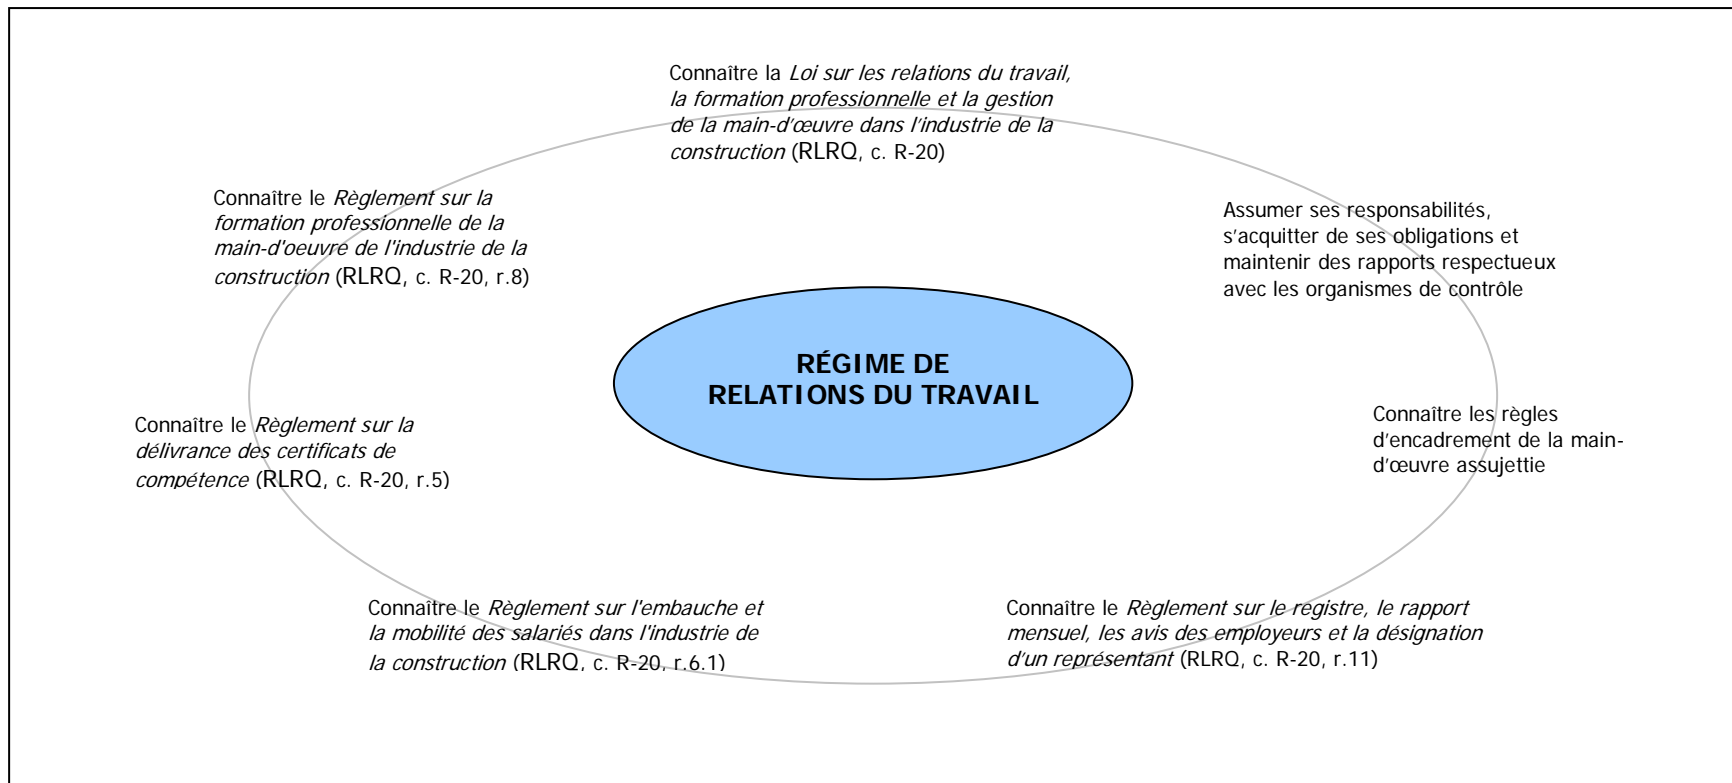 Connaître la Loi sur les relations du travail,
la formation professionnelle et la gestion
de la main-d'œuvre dans l'industrie de la
construction (RLRQ, c. R-20)
Connaître le Règlement sur la
formation professionnelle de la
main-d'oeuvre de l'industrie de la
construction (RLRQ, c. R-20, r.8)
Assumer ses responsabilités,
s'acquitter de ses obligations et
maintenir des rapports respectueux
avec les organismes de contrôle
RÉGIME DE
RELATIONS DU TRAVAIL
Connaître le Règlement sur la
délivrance des certificats de
compétence (RLRQ, c. R-20, r.5)
Connaître les règles
d'encadrement de la main-
d'œuvre assujettie
Connaître le Règlement sur l'embauche et
la mobilité des salariés dans l'industrie de
la construction (RLRQ, c. R-20, r.6.1)
Connaître le Règlement sur le registre, le rapport
mensuel, les avis des employeurs et la désignation
d'un représentant (RLRQ, c. R-20, r.11)